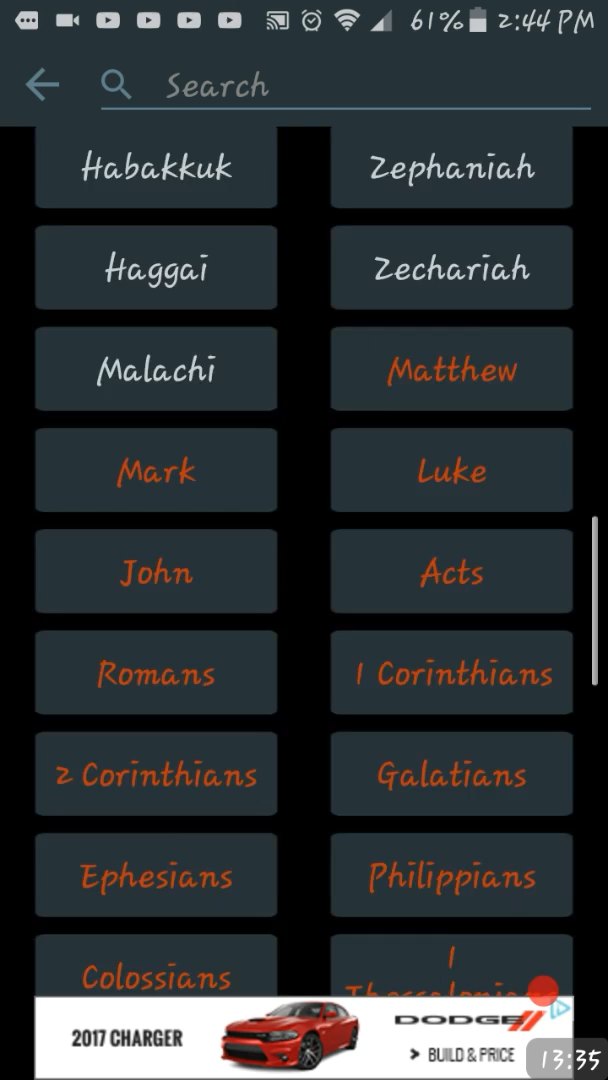 61% 2:44 PM
Search
Habakkuk Zephaniah
Haggai Zechariah
Malachi Matthew
Mark Luke
John Acts
Romans 1 Corinthians
2 Corinthians Galatians
Ephesians Philippians
Colossians 1
2017 CHARGER DODGE
> BUILD & PRICE
13:35